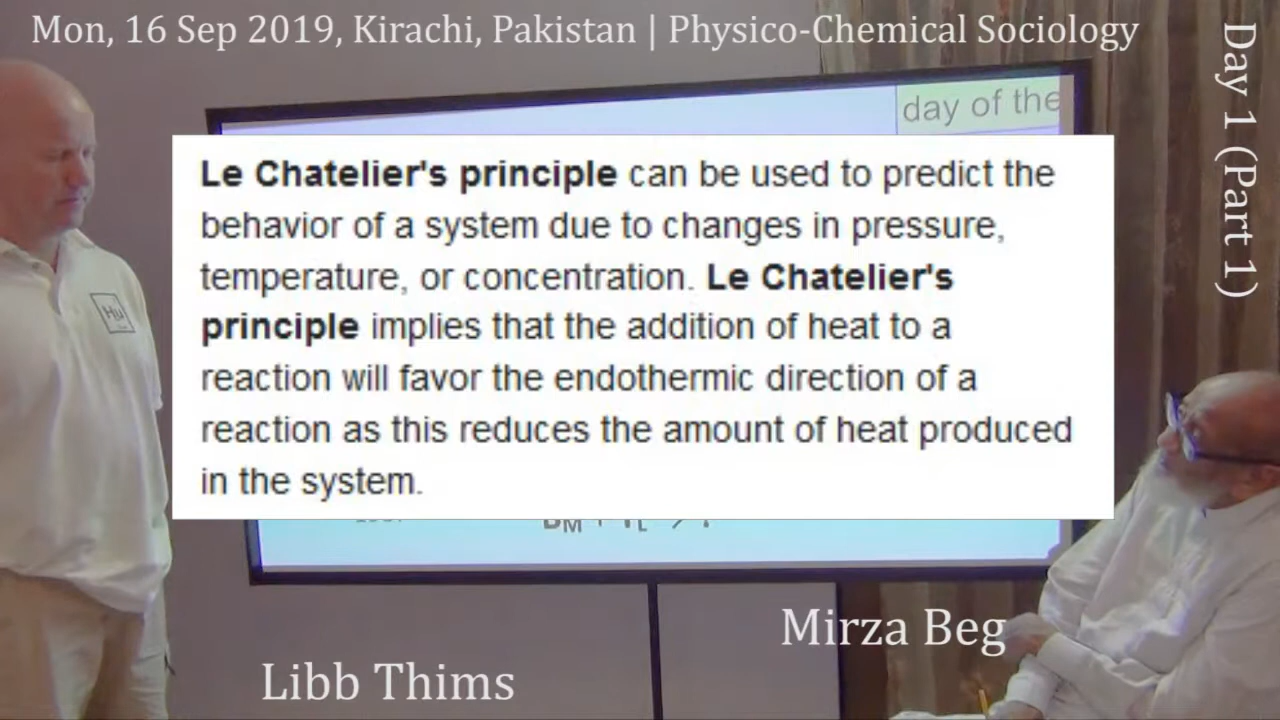 Mon, 16 Sep 2019, Kirachi, Pakistan | Physico-Chemical Sociology
Day 1 (Part 1)
day of the
Le Chatelier's principle can be used to predict the
behavior of a system due to changes in pressure,
temperature, or concentration. Le Chatelier's
principle implies that the addition of heat to a
reaction will favor the endothermic direction of a
reaction as this reduces the amount of heat produced
in the system.
Hu
Mirza Beg
Libb Thims